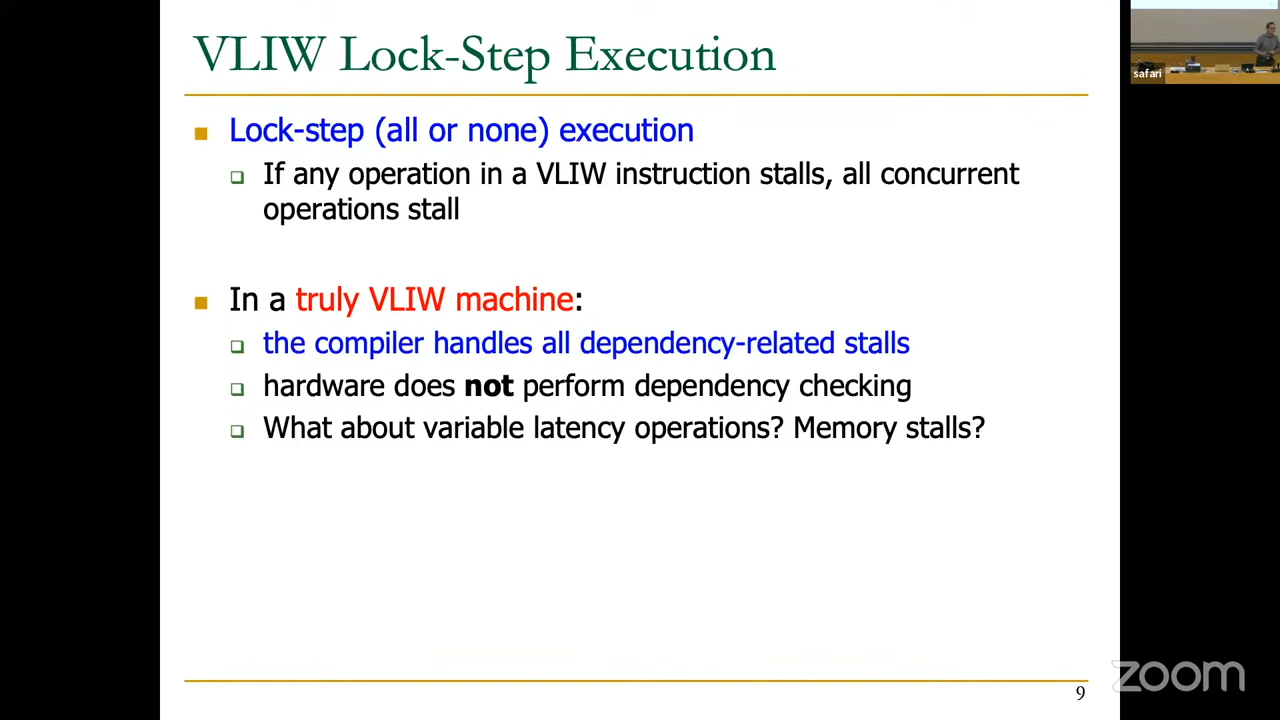 VLIW Lock-Step Execution
safari
Lock-step (all or none) execution
If any operation in a VLIW instruction stalls, all concurrent
operations stall
In a truly VLIW machine:
the compiler handles all dependency-related stalls
hardware does not perform dependency checking
What about variable latency operations? Memory stalls?
9
zoom